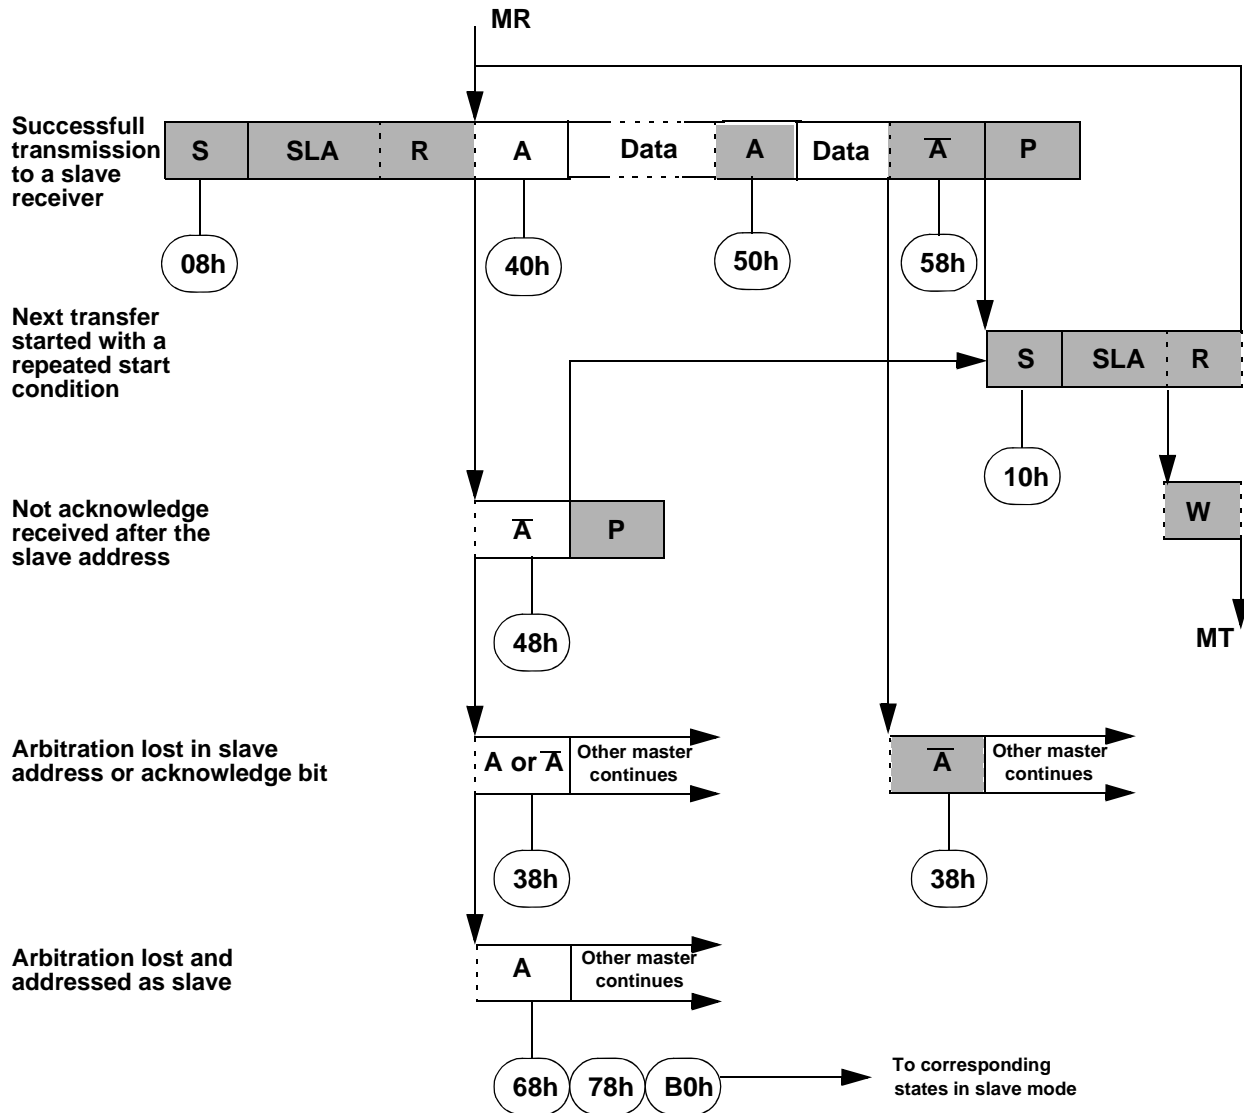 MR
Successfull
transmission
to a slave
receiver
S SLA R A Data A Data A̅ P
08h 40h 50h 58h
Next transfer
started with a
repeated start
condition
S SLA R
10h
Not acknowledge
received after the
slave address
A̅ P
W
48h
MT
Arbitration lost in slave
address or acknowledge bit
A or A̅
Other master
continues
A̅
Other master
continues
38h 38h
Arbitration lost and
addressed as slave
A
Other master
continues
68h 78h B0h
To corresponding
states in slave mode